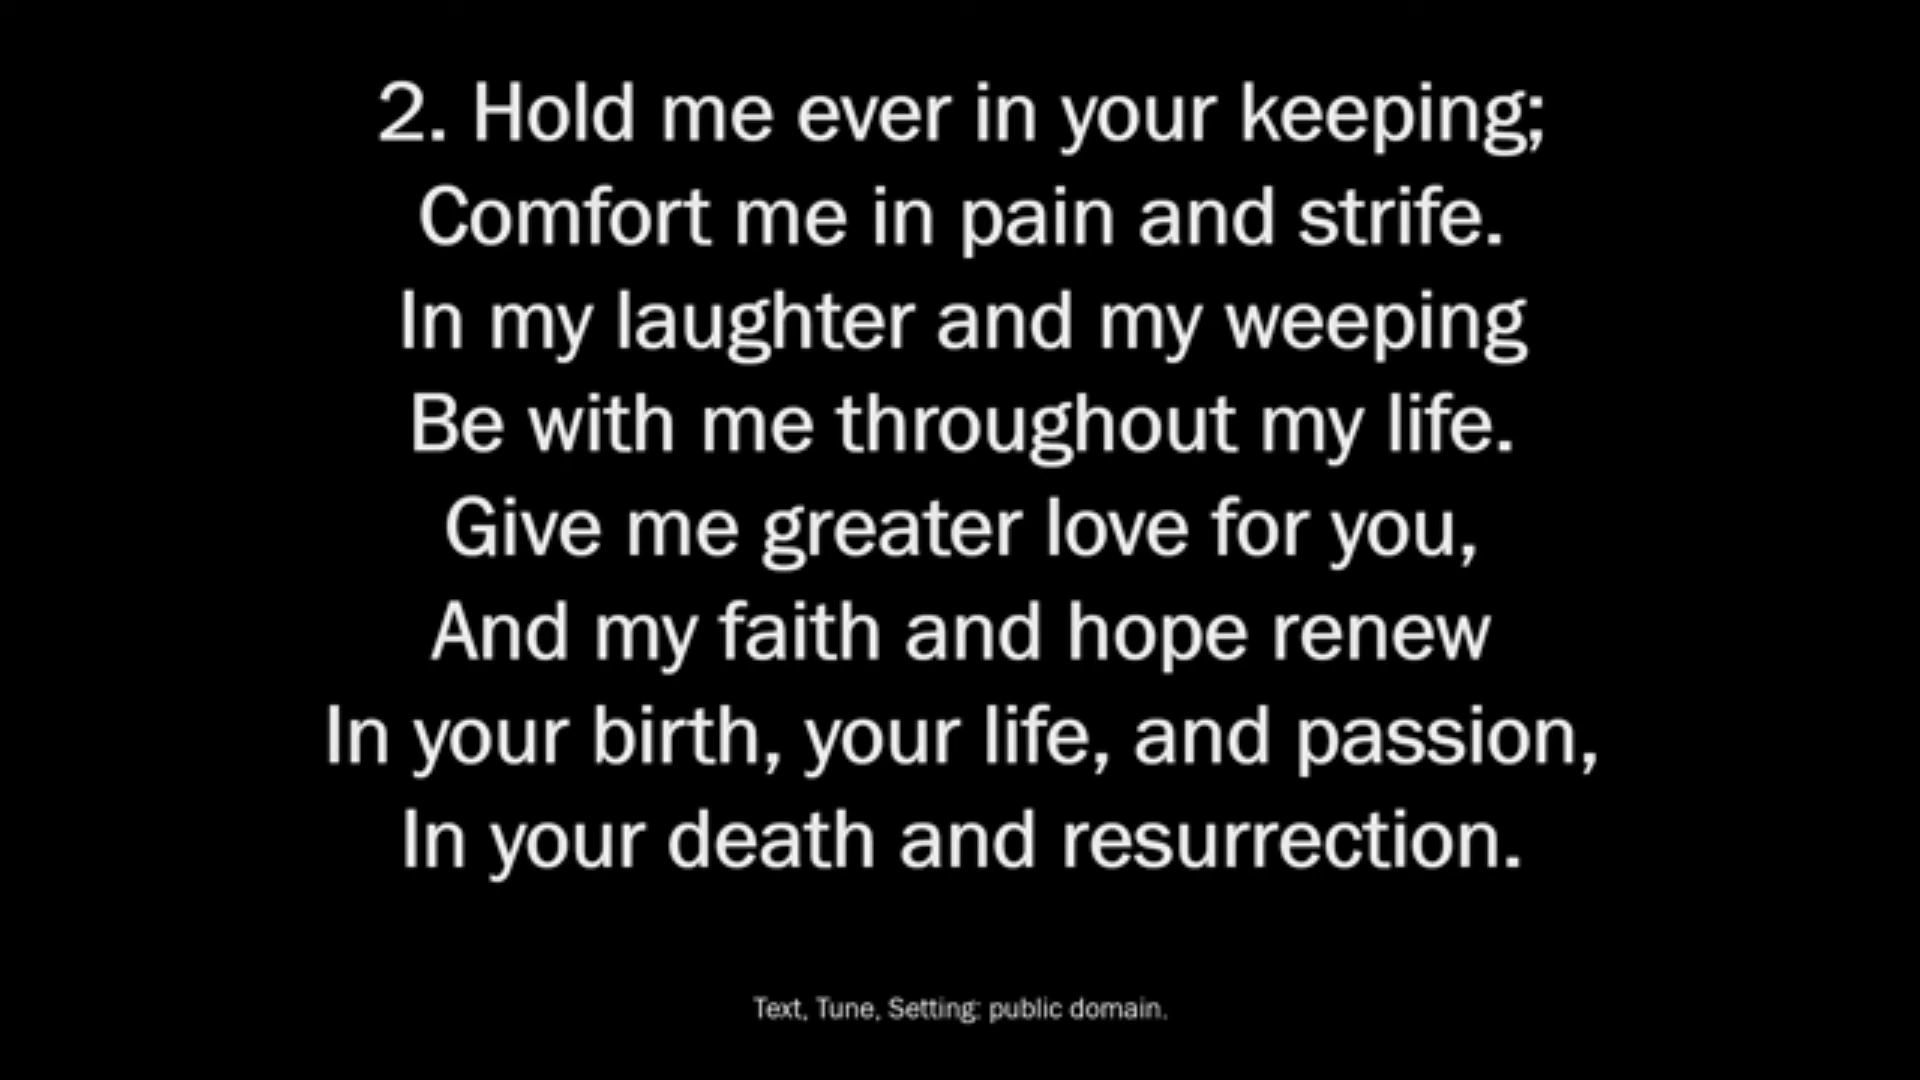 2. Hold me ever in your keeping;
Comfort me in pain and strife.
In my laughter and my weeping
Be with me throughout my life.
Give me greater love for you,
And my faith and hope renew
In your birth, your life, and passion,
In your death and resurrection.
Text, Tune, Setting: public domain.